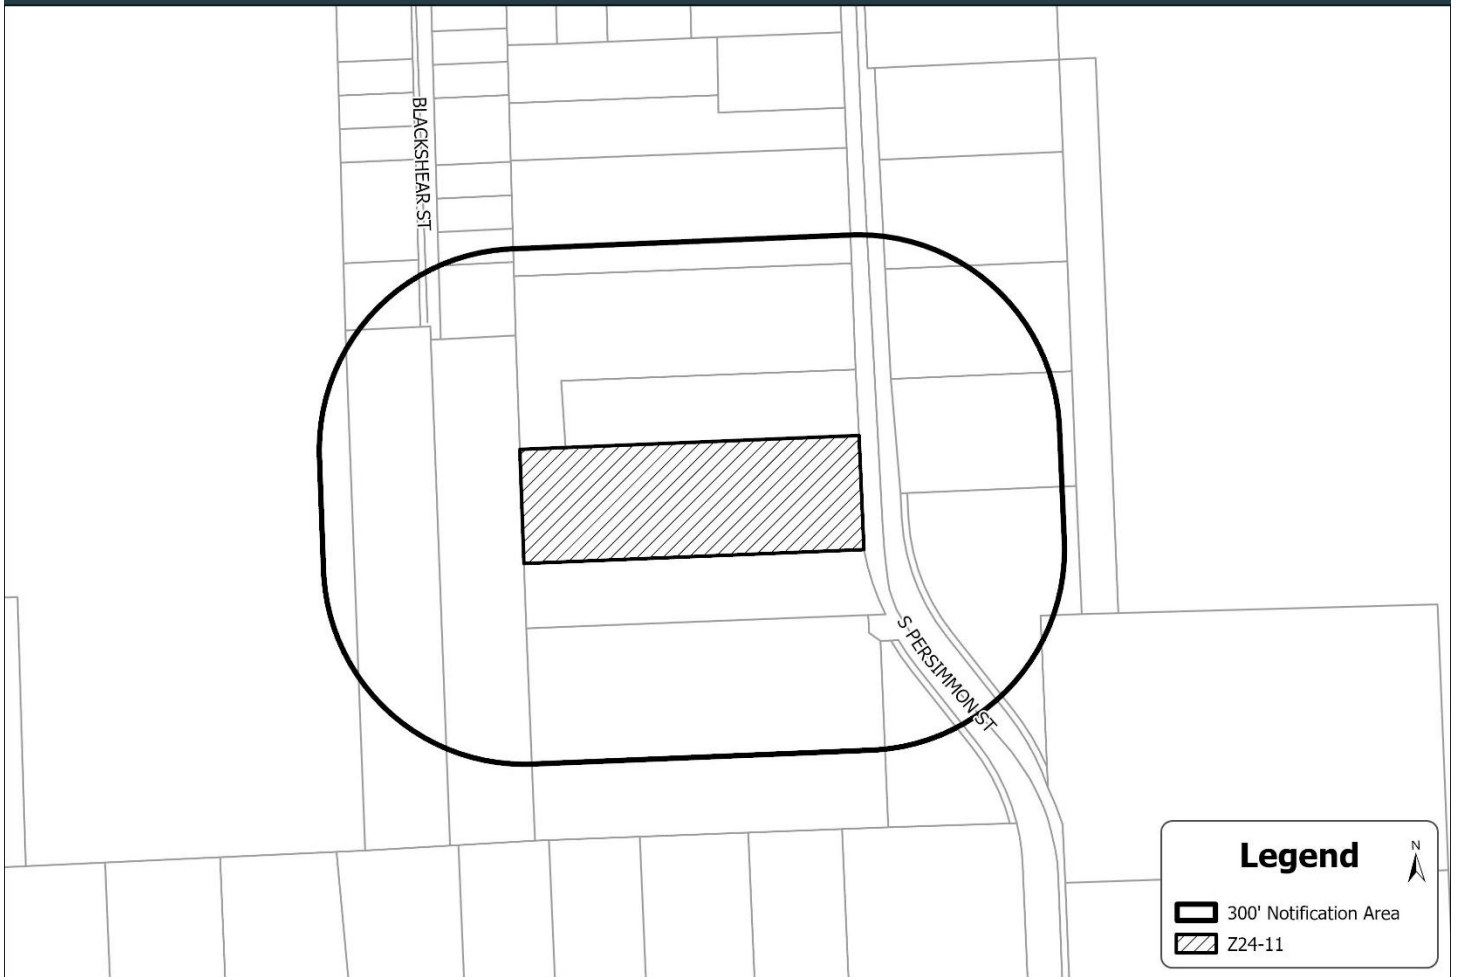 BLACKSHEAR ST
S PERSIMMON ST
Legend
N
300' Notification Area
Z24-11